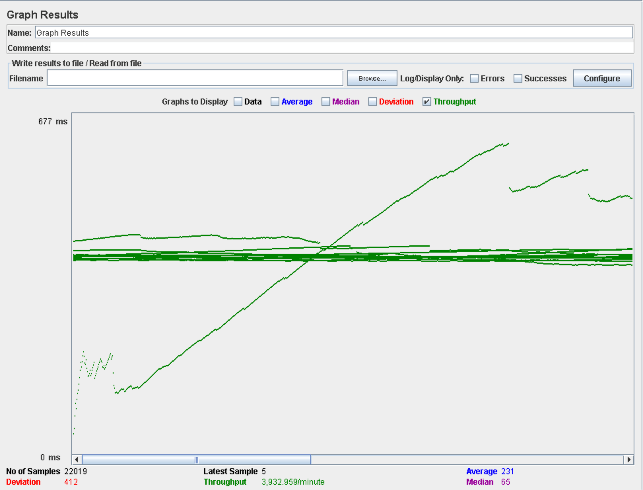 Graph Results
Name: Graph Results
Comments:
Write results to file / Read from file
Filename Browse... Log/Display Only: Errors Successes Configure
Graphs to Display Data Average Median Deviation Throughput
677 ms
0 ms
No of Samples 22019 Latest Sample 5 Average 231
Deviation 412 Throughput 3,932.959/minute Median 65